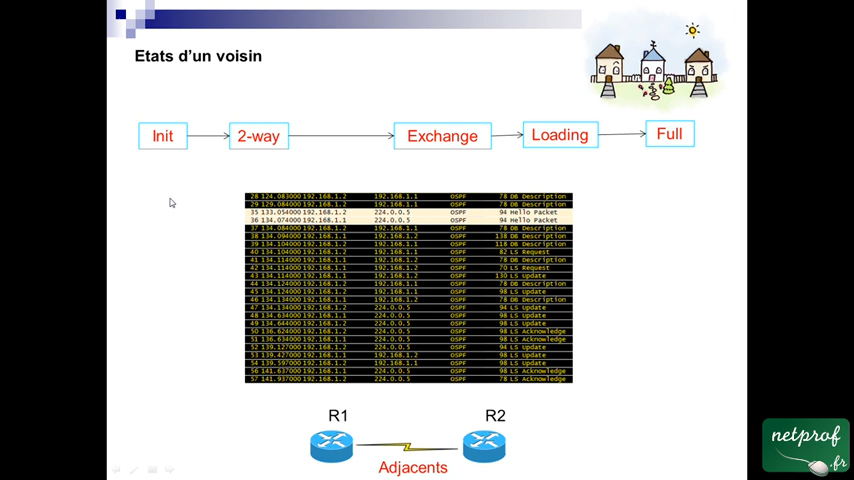 Etats d'un voisin
Init
2-way
Exchange
Loading
Full
28 124.083000 192.168.1.2 192.168.1.1 OSPF 78 DB Description
29 129.084000 192.168.1.2 192.168.1.1 OSPF 78 DB Description
35 133.054000 192.168.1.2 224.0.0.5 OSPF 94 Hello Packet
36 134.074000 192.168.1.1 224.0.0.5 OSPF 94 Hello Packet
37 134.084000 192.168.1.2 192.168.1.1 OSPF 78 DB Description
38 134.094000 192.168.1.1 192.168.1.2 OSPF 138 DB Description
39 134.104000 192.168.1.2 192.168.1.1 OSPF 118 DB Description
40 134.104000 192.168.1.2 192.168.1.1 OSPF 82 LS Request
41 134.114000 192.168.1.1 192.168.1.2 OSPF 78 DB Description
42 134.114000 192.168.1.1 192.168.1.2 OSPF 70 LS Request
43 134.114000 192.168.1.1 192.168.1.2 OSPF 130 LS Update
44 134.124000 192.168.1.2 192.168.1.1 OSPF 78 DB Description
45 134.124000 192.168.1.2 192.168.1.1 OSPF 98 LS Update
46 134.134000 192.168.1.1 192.168.1.2 OSPF 78 DB Description
47 134.134000 192.168.1.2 224.0.0.5 OSPF 94 LS Update
48 134.634000 192.168.1.1 224.0.0.5 OSPF 98 LS Update
49 134.644000 192.168.1.2 224.0.0.5 OSPF 98 LS Update
50 136.624000 192.168.1.2 224.0.0.5 OSPF 98 LS Acknowledge
51 136.634000 192.168.1.1 224.0.0.5 OSPF 98 LS Acknowledge
52 139.127000 192.168.1.2 224.0.0.5 OSPF 94 LS Update
53 139.427000 192.168.1.1 192.168.1.2 OSPF 98 LS Update
54 139.597000 192.168.1.2 192.168.1.1 OSPF 98 LS Update
56 141.637000 192.168.1.1 224.0.0.5 OSPF 98 LS Acknowledge
57 141.937000 192.168.1.2 224.0.0.5 OSPF 78 LS Acknowledge
R1
R2
Adjacents
netprof
.fr